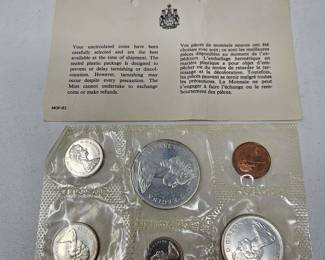 Your uncirculated coins have been
carefully selected and are the best
available at the time of shipment. The
sealed plastic package is designed to
prevent or delay tarnishing or discol-
oration. However, tarnishing may
occur despite every precaution. The
Mint cannot undertake to exchange
coins or make refunds.
Vos pièces de monnaie neuves ont été
choisies avec soin; ce sont les meilleures
pièces disponibles au moment de l'ex-
pédition. L'emballage hermétique en
matière plastique a pour objet d'em-
pêcher ou du moins de retarder le ter-
nissage et la décoloration. Toutefois,
les pièces peuvent se ternir malgré toutes
les précautions. La Monnaie ne peut
s'engager à faire l'échange ou le rem-
boursement des pièces.